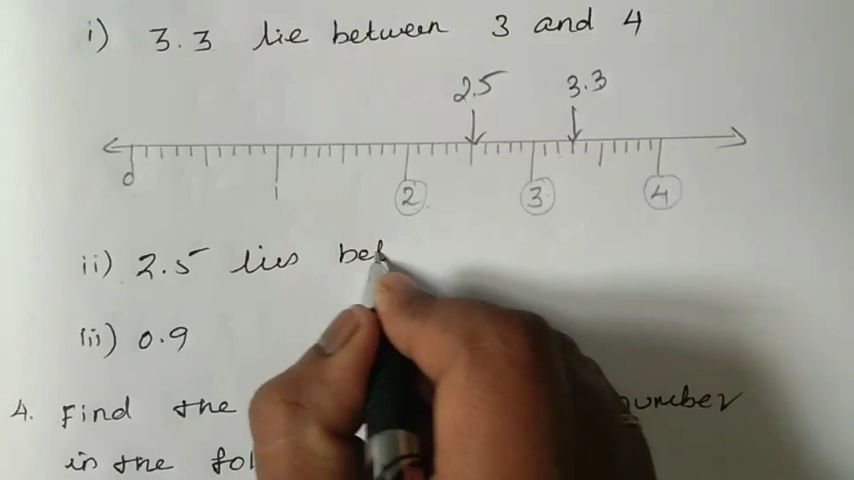 i) 3.3 lie between 3 and 4
2.5 3.3
0 1 2 3 4
ii) 2.5 lies bet
iii) 0.9
4. Find the number
in the fol